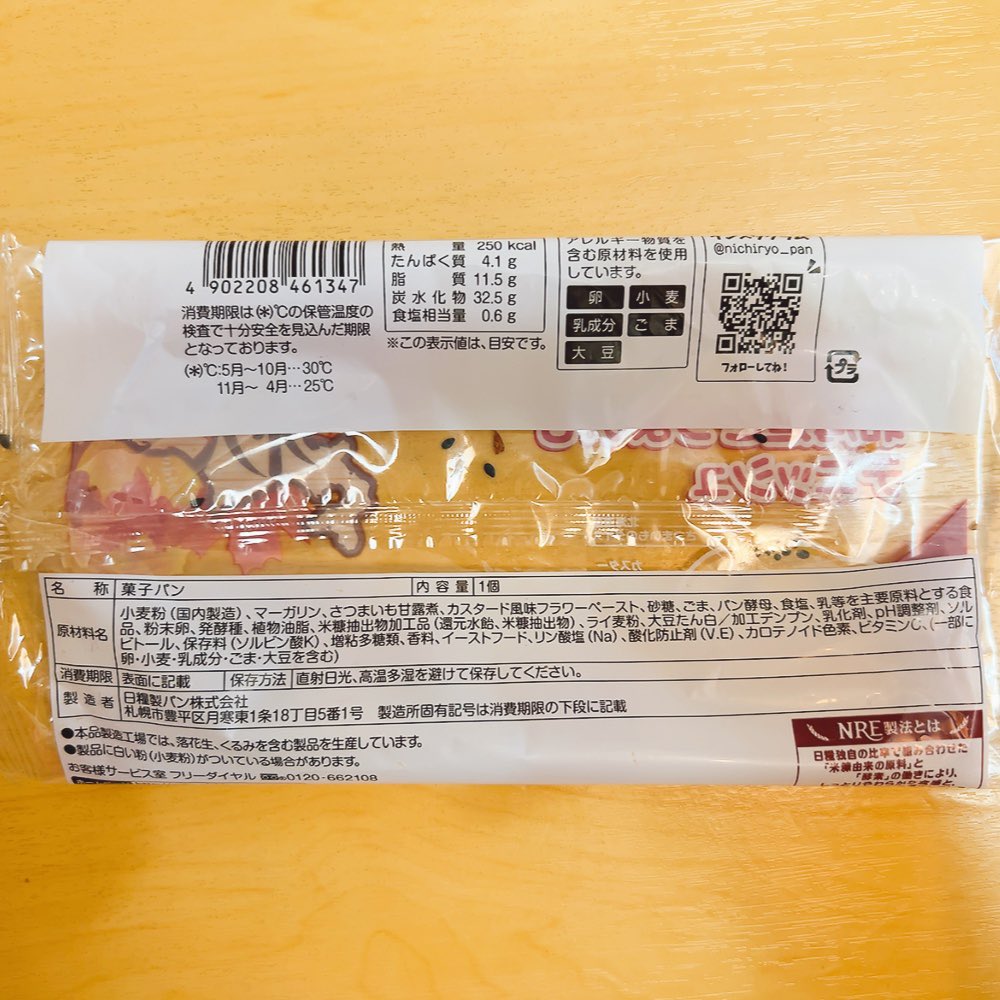 4 902208 461347
消費期限は(＊)℃の保管温度の
検査で十分安全を見込んだ期限
となっております。
(＊)℃:5月〜10月…30℃
11月〜 4月…25℃
熱 量 250 kcal
たんぱく質 4.1 g
脂 質 11.5 g
炭水化物 32.5 g
食塩相当量 0.6 g
※この表示値は、目安です。
アレルギー物質を
含む原材料を使用
しています。
卵 小麦
乳成分 ごま
大豆
@nichiryo_pan
フォローしてね!
プラ
名 称 菓子パン 内容量 1個
原材料名 小麦粉(国内製造)、マーガリン、さつまいも甘露煮、カスタード風味フラワーペースト、砂糖、ごま、パン酵母、食塩、乳等を主要原料とする食
品、粉末卵、発酵種、植物油脂、米糠抽出物加工品(還元水飴、米糠抽出物)、ライ麦粉、大豆たん白/加工デンプン、乳化剤、pH調整剤、ソル
ビトール、保存料(ソルビン酸K)、増粘多糖類、香料、イーストフード、リン酸塩(Na)、酸化防止剤(V.E)、カロテノイド色素、ビタミンC、(一部に
卵・小麦・乳成分・ごま・大豆を含む)
消費期限 表面に記載 保存方法 直射日光、高温多湿を避けて保存してください。
製造者 日糧製パン株式会社
札幌市豊平区月寒東1条18丁目5番1号 製造所固有記号は消費期限の下段に記載
●本品製造工場では、落花生、くるみを含む製品を生産しています。
●製品に白い粉(小麦粉)がついている場合があります。
お客様サービス室 フリーダイヤル 0120-662108
NRE製法とは
日糧独自の比率で組み合わせた
「米糠由来の原料」と
「酵素」の働きにより、